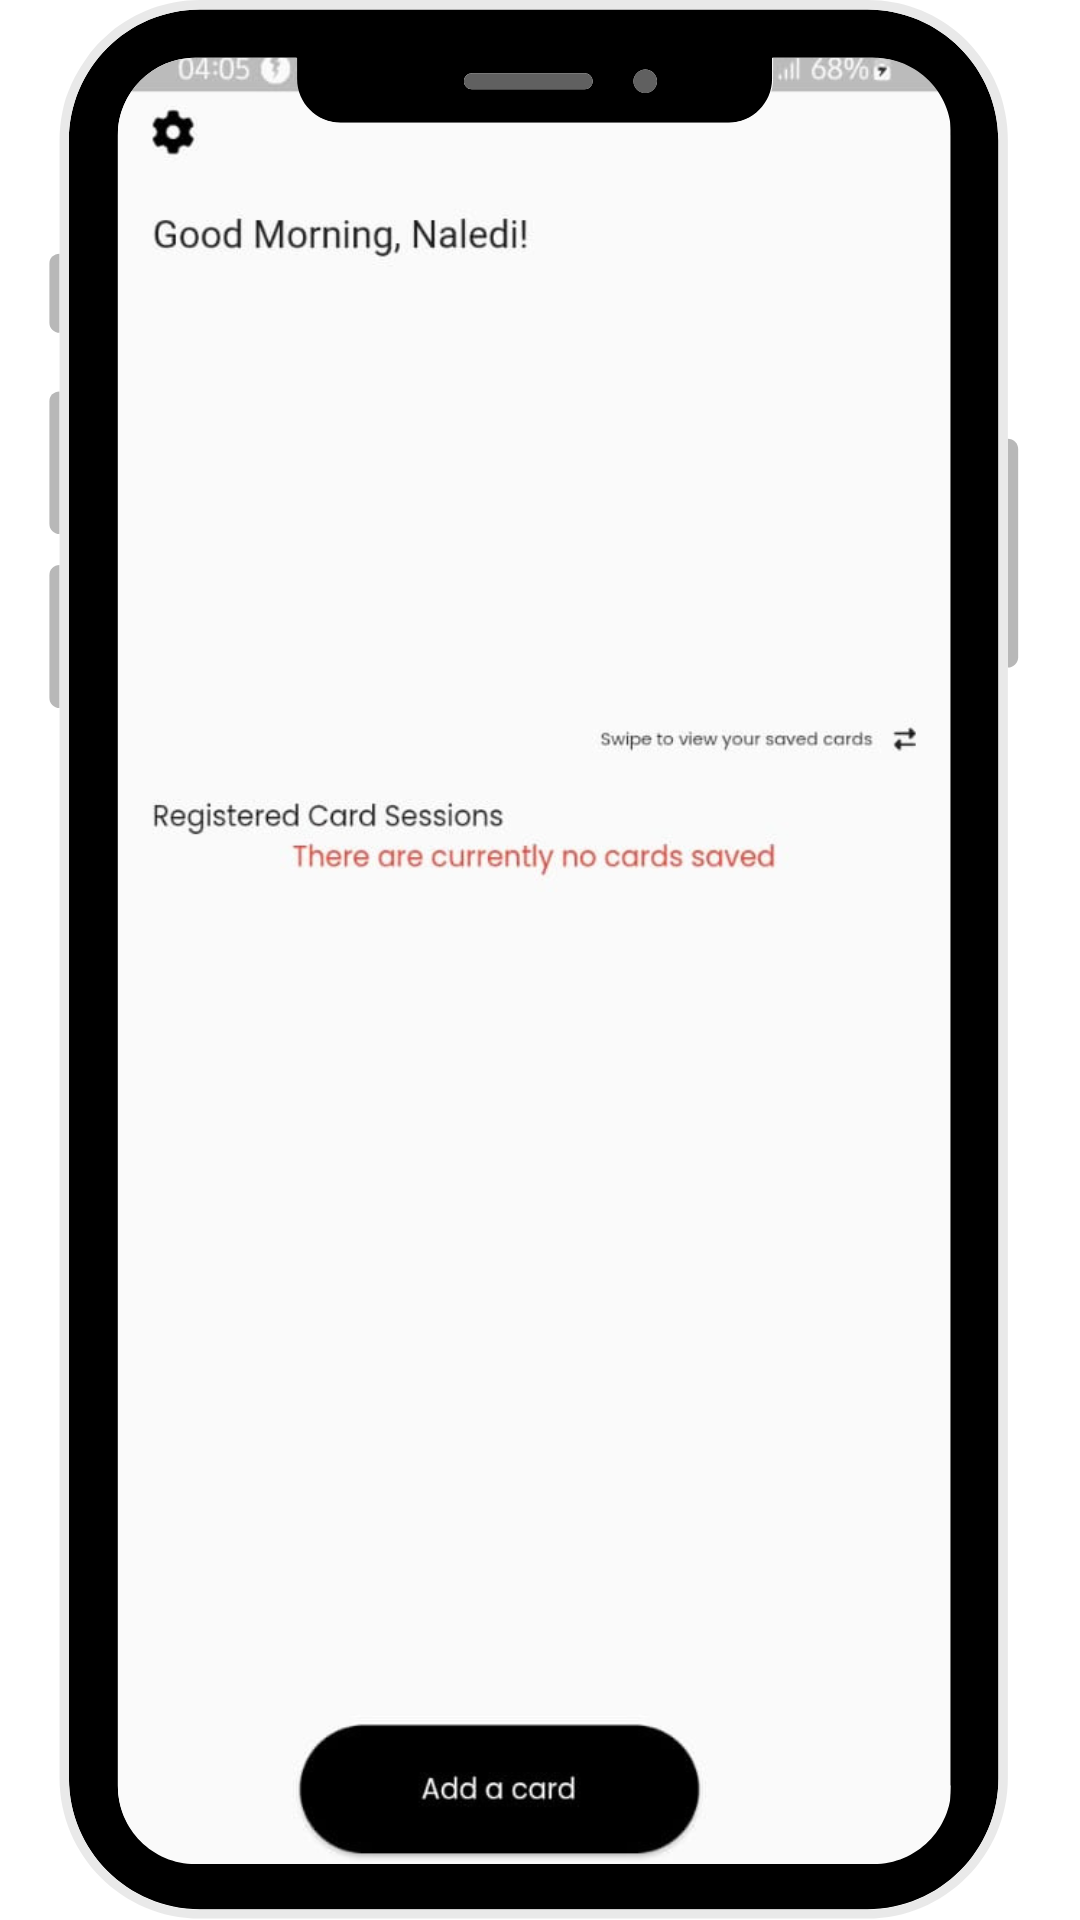 04:05 68%
Good Morning, Naledi!
Swipe to view your saved cards
Registered Card Sessions
There are currently no cards saved
Add a card